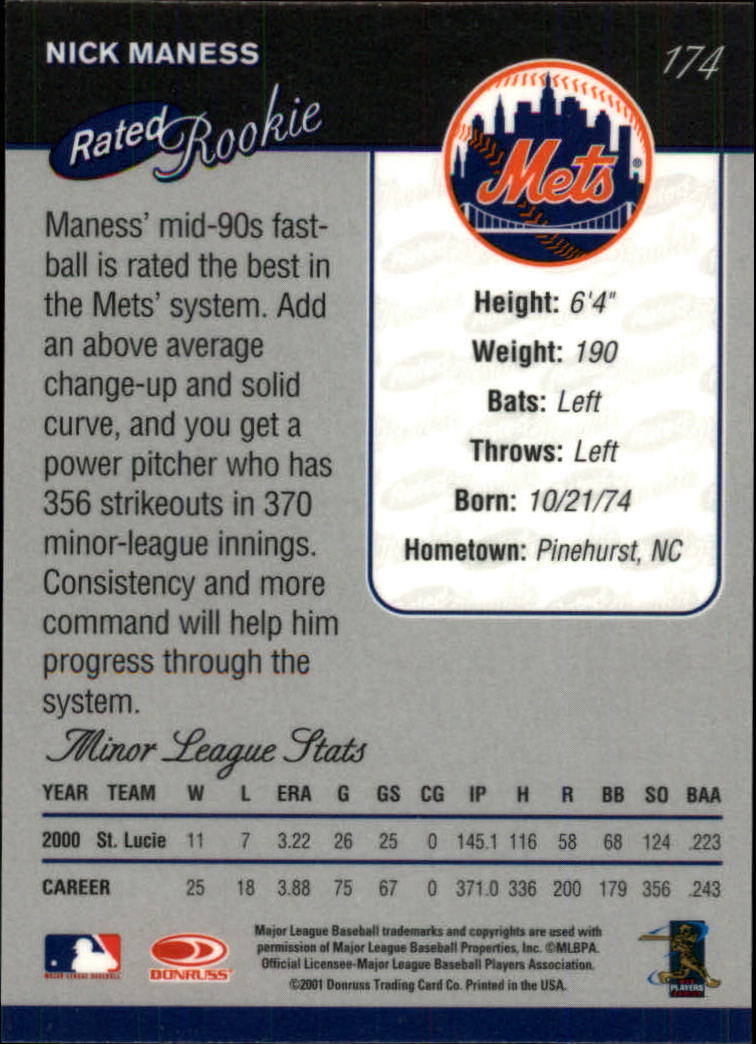 NICK MANESS
174
Rated Rookie
Mets
®
Maness' mid-90s fast-
ball is rated the best in
the Mets' system. Add
an above average
change-up and solid
curve, and you get a
power pitcher who has
356 strikeouts in 370
minor-league innings.
Consistency and more
command will help him
progress through the
system.
Height: 6'4"
Weight: 190
Bats: Left
Throws: Left
Born: 10/21/74
Hometown: Pinehurst, NC
Minor League Stats
YEAR TEAM W L ERA G GS CG IP H R BB SO BAA
2000 St. Lucie 11 7 3.22 26 25 0 145.1 116 58 68 124 .223
CAREER 25 18 3.88 75 67 0 371.0 336 200 179 356 .243
MAJOR LEAGUE BASEBALL
DONRUSS
Major League Baseball trademarks and copyrights are used with
permission of Major League Baseball Properties, Inc. ©MLBPA.
Official Licensee-Major League Baseball Players Association.
©2001 Donruss Trading Card Co. Printed in the USA.
PLAYERS